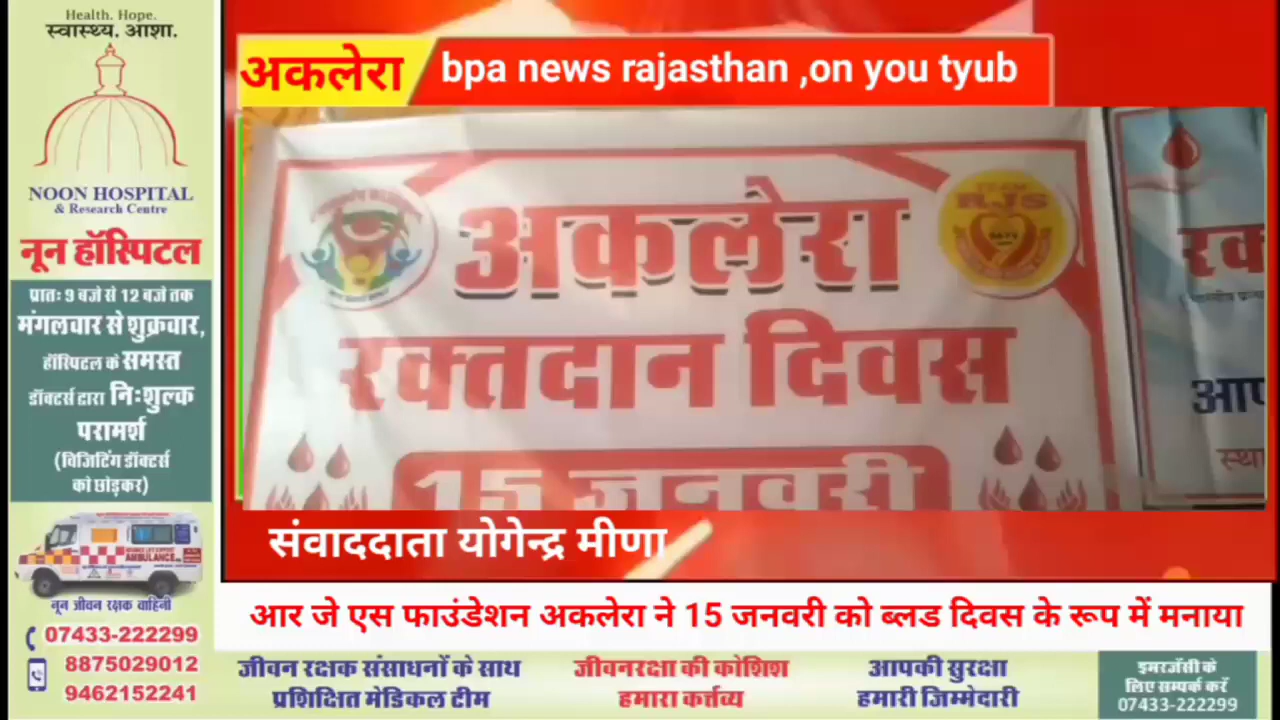 Health. Hope.
स्वास्थ्य. आशा.
NOON HOSPITAL
& Research Centre
नून हॉस्पिटल
प्रातः 9 बजे से 12 बजे तक
मंगलवार से शुक्रवार,
हॉस्पिटल के समस्त
डॉक्टर्स द्वारा निःशुल्क
परामर्श
(विजिटिंग डॉक्टर्स
को छोड़कर)
AMBULANCE
नून जीवन रक्षक वाहिनी
07433-222299
8875029012
9462152241
अकलेरा
bpa news rajasthan ,on you tyub
अकलेरा
RJS
रक्तदान दिवस
15 जनवरी
संवाददाता योगेन्द्र मीणा
आर जे एस फाउंडेशन अकलेरा ने 15 जनवरी को ब्लड दिवस के रूप में मनाया
जीवन रक्षक संसाधनों के साथ
प्रशिक्षित मेडिकल टीम
जीवनरक्षा की कोशिश
हमारा कर्त्तव्य
आपकी सुरक्षा
हमारी जिम्मेदारी
इमरजेंसी के
लिए सम्पर्क करें
07433-222299